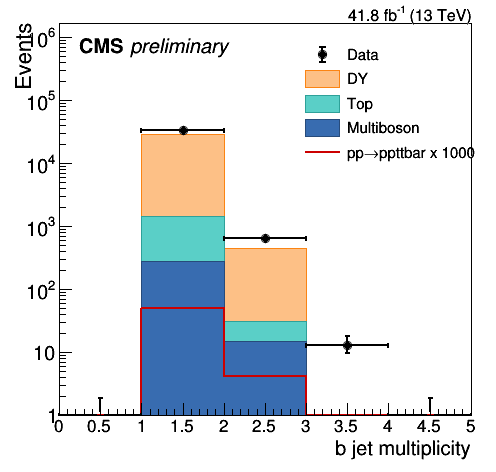 41.8 fb⁻¹ (13 TeV)
Events
CMS preliminary
Data
DY
Top
Multiboson
pp→ppttbar x 1000
10⁶
10⁵
10⁴
10³
10²
10
1
0 0.5 1 1.5 2 2.5 3 3.5 4 4.5 5
b jet multiplicity